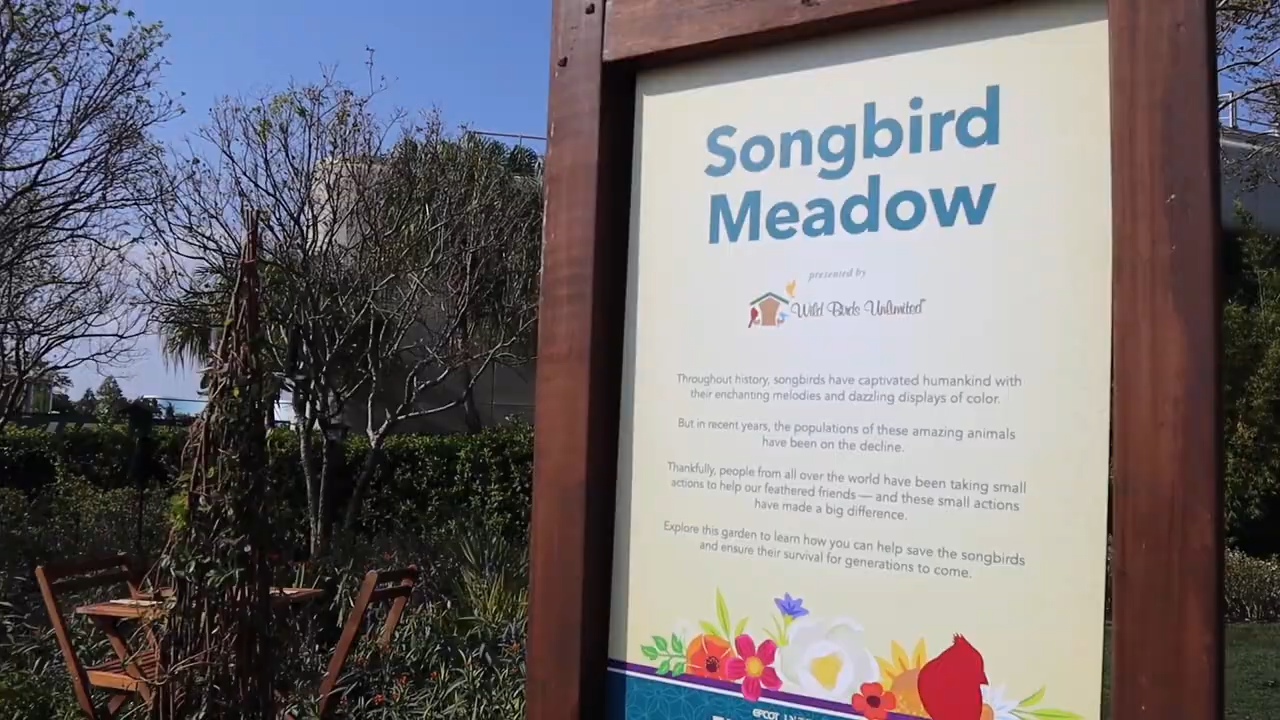 Songbird
Meadow
presented by
Wild Birds Unlimited
Throughout history, songbirds have captivated humankind with
their enchanting melodies and dazzling displays of color.
But in recent years, the populations of these amazing animals
have been on the decline.
Thankfully, people from all over the world have been taking small
actions to help our feathered friends — and these small actions
have made a big difference.
Explore this garden to learn how you can help save the songbirds
and ensure their survival for generations to come.
EPCOT